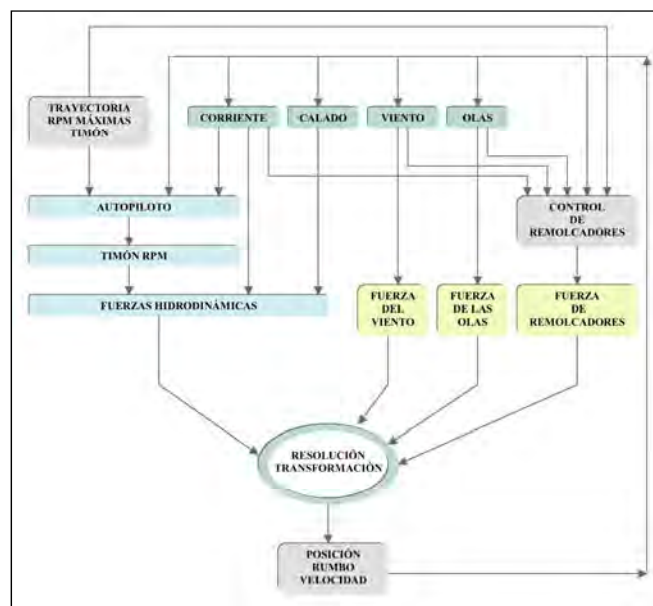 TRAYECTORIA
RPM MÁXIMAS
TIMÓN
CORRIENTE
CALADO
VIENTO
OLAS
AUTOPILOTO
CONTROL
DE
REMOLCADORES
TIMÓN RPM
FUERZAS HIDRODINÁMICAS
FUERZA
DEL
VIENTO
FUERZA
DE LAS
OLAS
FUERZA
DE
REMOLCADORES
RESOLUCIÓN
TRANSFORMACIÓN
POSICIÓN
RUMBO
VELOCIDAD